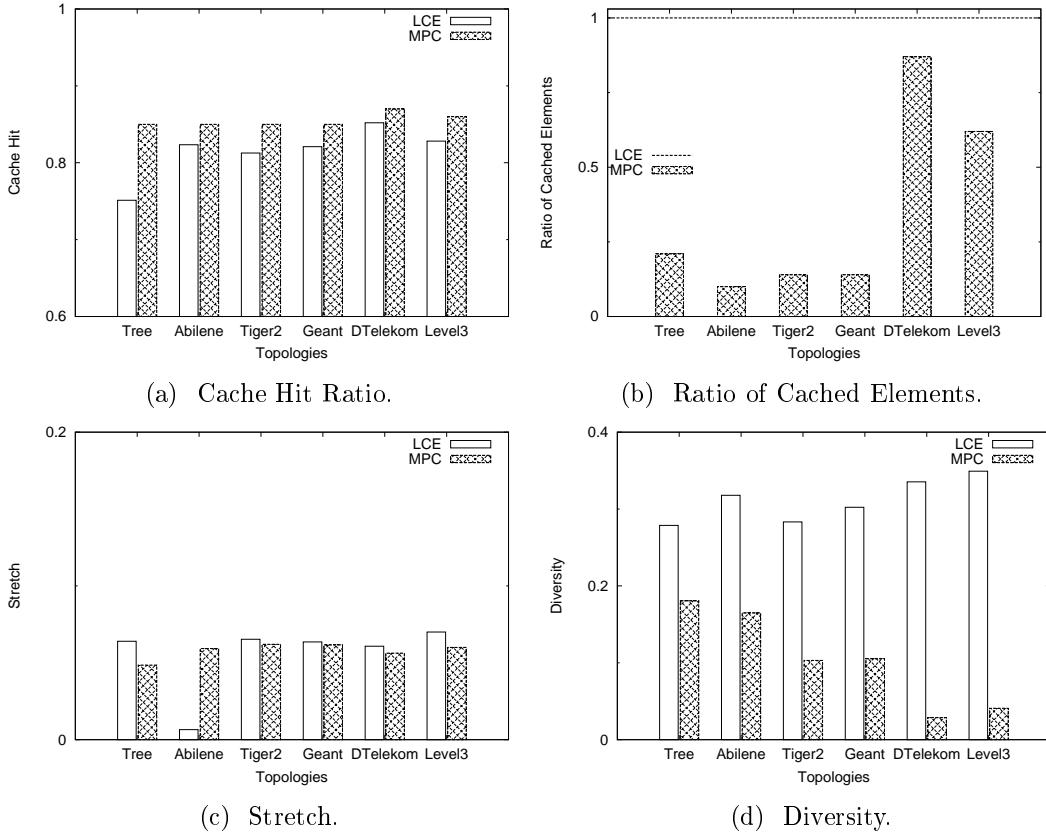 1
0.8
0.6
Cache Hit
LCE
MPC
Tree Abilene Tiger2 Geant DTelekom Level3
Topologies
(a) Cache Hit Ratio.
1
0.5
0
Ratio of Cached Elements
LCE
MPC
Tree Abilene Tiger2 Geant DTelekom Level3
Topologies
(b) Ratio of Cached Elements.
0.2
0
Stretch
LCE
MPC
Tree Abilene Tiger2 Geant DTelekom Level3
Topologies
(c) Stretch.
0.4
0.2
0
Diversity
LCE
MPC
Tree Abilene Tiger2 Geant DTelekom Level3
Topologies
(d) Diversity.